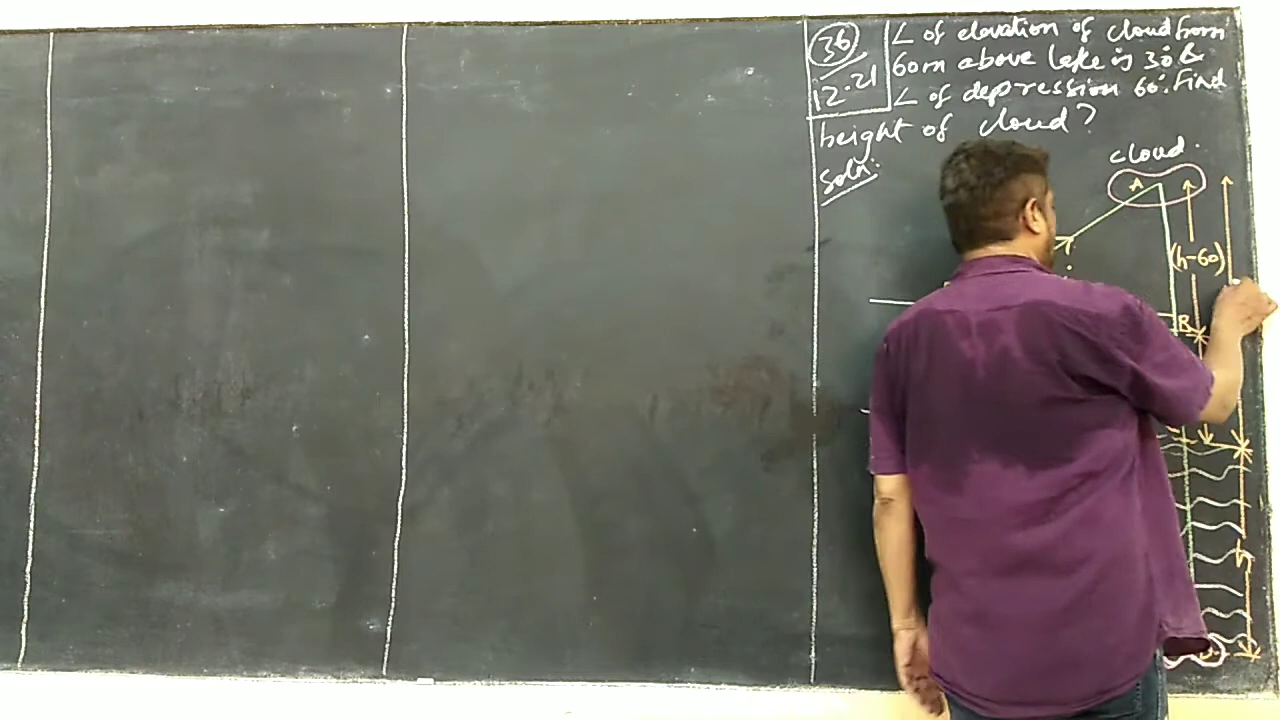 36
12.21
∠ of elevation of cloud from
60m above lake is 30° &
∠ of depression 60°. Find
height of cloud?
Soln:
cloud.
A
(h-60)
B
h